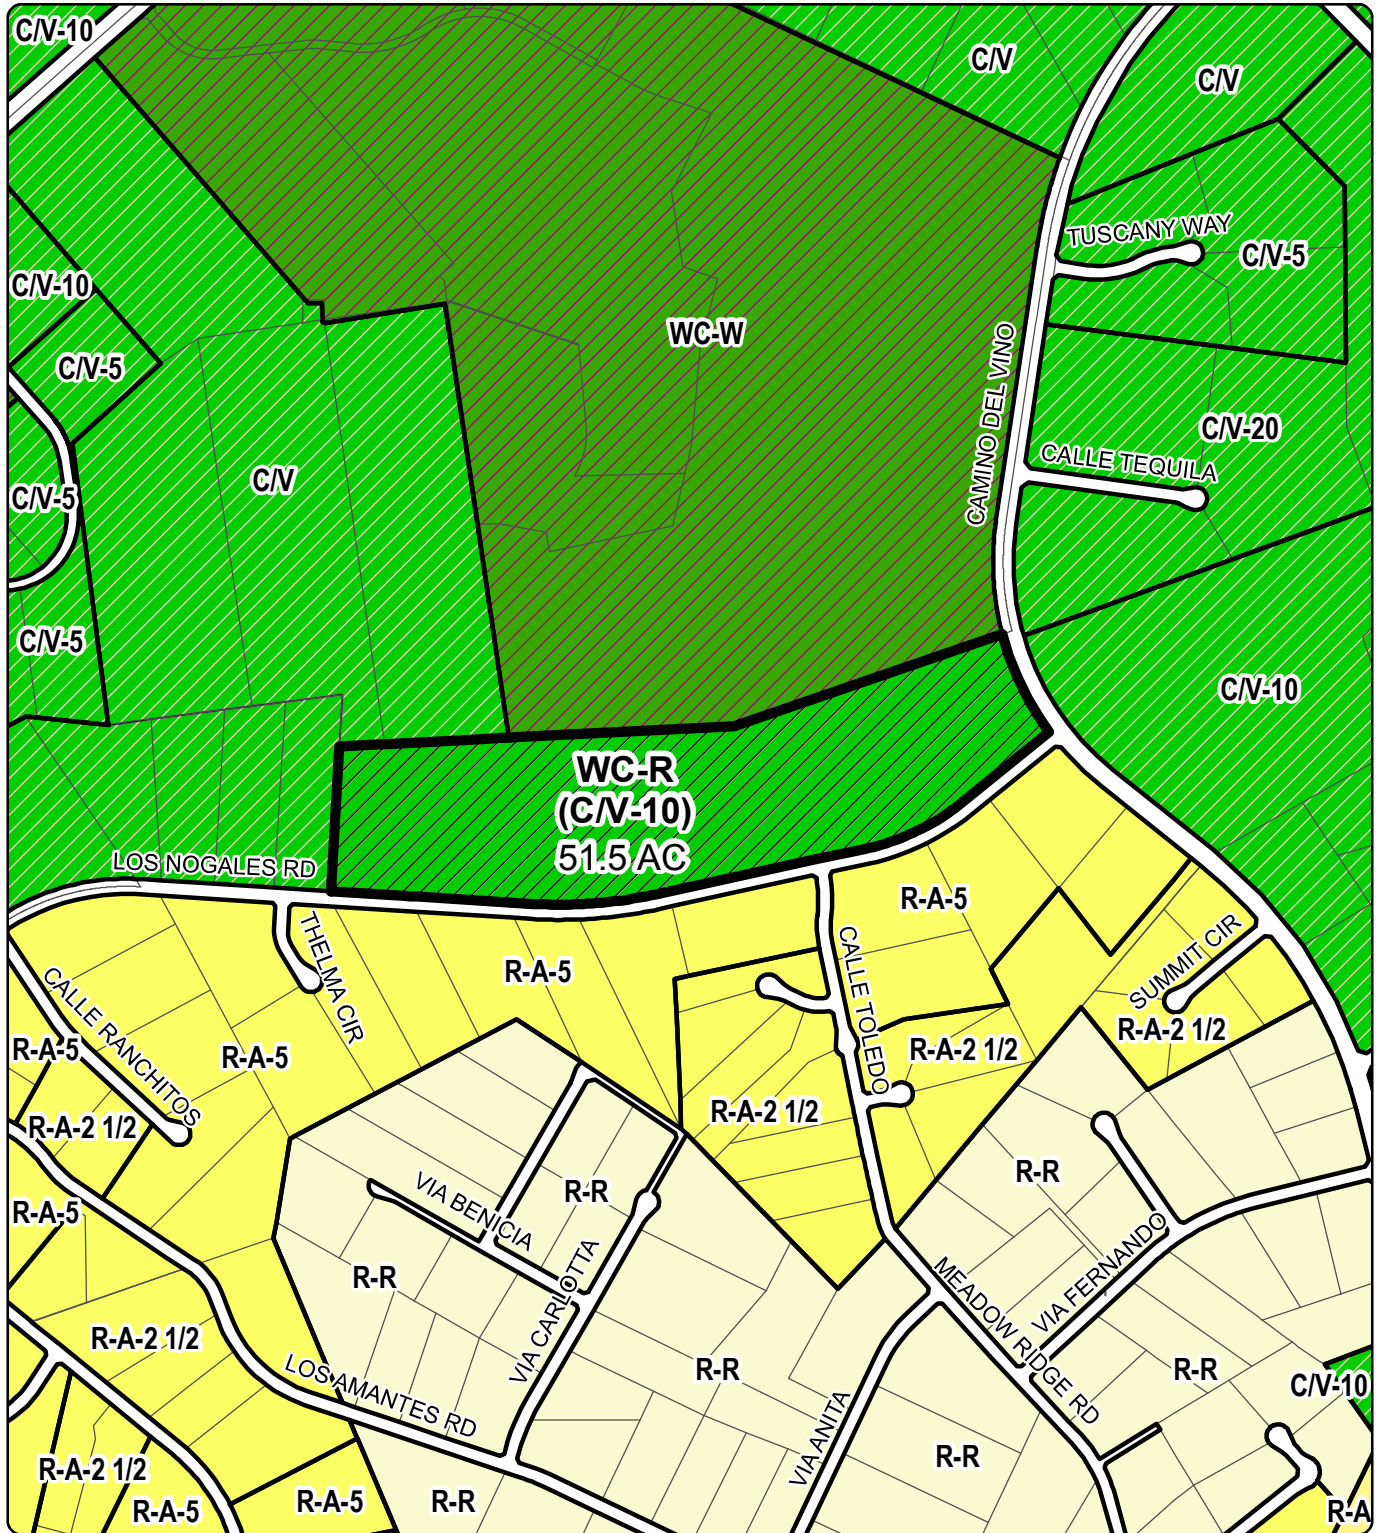 C/V-10
C/V
C/V
TUSCANY WAY
C/V-5
C/V-10
WC-W
C/V-5
CAMINO DEL VINO
C/V-20
CALLE TEQUILA
C/V
C/V-5
C/V-5
C/V-10
WC-R
(C/V-10)
51.5 AC
LOS NOGALES RD
R-A-5
THELMA CIR
R-A-5
CALLE TOLEDO
SUMMIT CIR
CALLE RANCHITOS
R-A-5
R-A-5
R-A-2 1/2
R-A-2 1/2
R-A-2 1/2
R-A-2 1/2
R-R
R-R
VIA BENICIA
R-A-5
VIA FERNANDO
R-R
VIA CARLOTTA
MEADOW RIDGE RD
R-A-2 1/2
LOS AMANTES RD
R-R
R-R
C/V-10
VIA ANITA
R-R
R-A-2 1/2
R-A-5
R-A-5
R-R
R-A